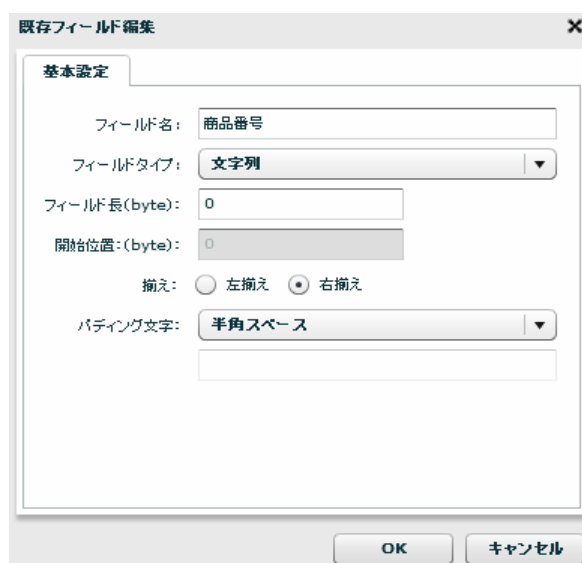 既存フィールド編集
基本設定
フィールド名: 商品番号
フィールドタイプ: 文字列
フィールド長(byte): 0
開始位置:(byte): 0
揃え: 左揃え 右揃え
パディング文字: 半角スペース
OK キャンセル